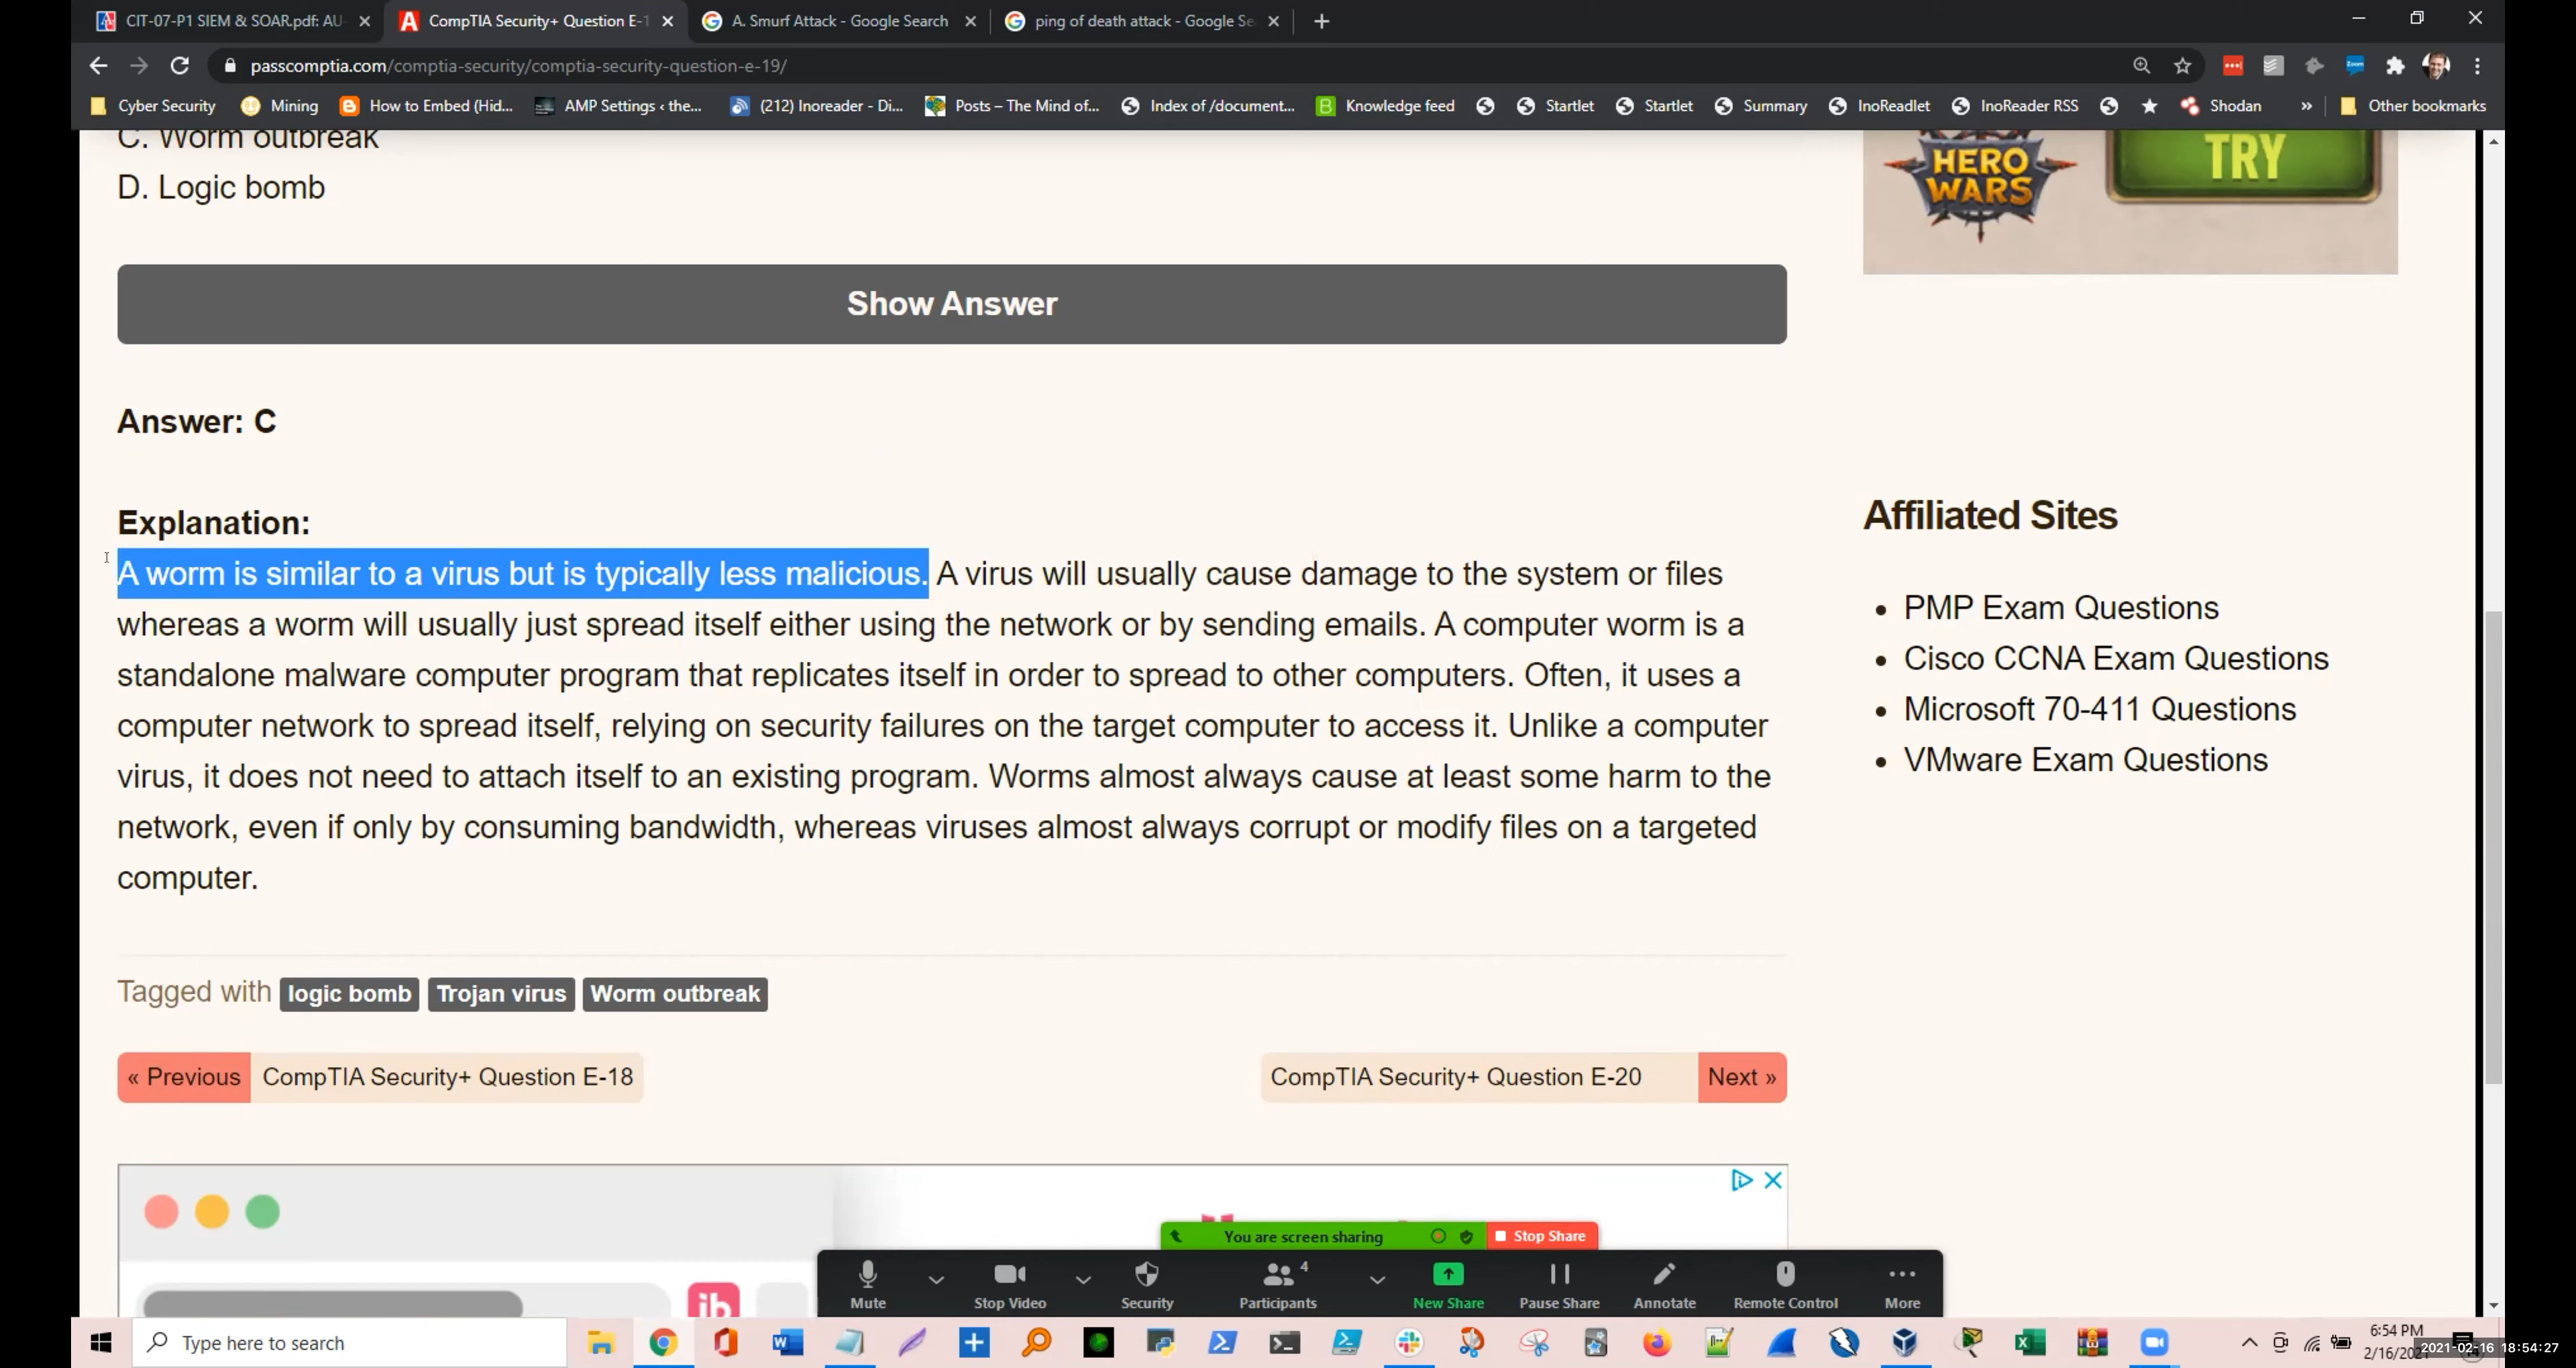 CIT-07-P1 SIEM & SOAR.pdf: AU-
CompTIA Security+ Question E-1
A. Smurf Attack - Google Search
ping of death attack - Google Se
passcomptia.com/comptia-security/comptia-security-question-e-19/
Cyber Security
Mining
How to Embed (Hid...
AMP Settings ‹ the...
(212) Inoreader - Di...
Posts – The Mind of...
Index of /document...
Knowledge feed
Startlet
Startlet
Summary
InoReadlet
InoReader RSS
Shodan
»
Other bookmarks
C. Worm outbreak
D. Logic bomb
HERO
WARS
TRY
Show Answer
Answer: C
Explanation:
A worm is similar to a virus but is typically less malicious. A virus will usually cause damage to the system or files
whereas a worm will usually just spread itself either using the network or by sending emails. A computer worm is a
standalone malware computer program that replicates itself in order to spread to other computers. Often, it uses a
computer network to spread itself, relying on security failures on the target computer to access it. Unlike a computer
virus, it does not need to attach itself to an existing program. Worms almost always cause at least some harm to the
network, even if only by consuming bandwidth, whereas viruses almost always corrupt or modify files on a targeted
computer.
Affiliated Sites
• PMP Exam Questions
• Cisco CCNA Exam Questions
• Microsoft 70-411 Questions
• VMware Exam Questions
Tagged with logic bomb Trojan virus Worm outbreak
« Previous CompTIA Security+ Question E-18
CompTIA Security+ Question E-20 Next »
You are screen sharing
Stop Share
Mute
Stop Video
Security
4
Participants
New Share
Pause Share
Annotate
Remote Control
More
Type here to search
6:54 PM
2/16/202
2021-02-16 18:54:27